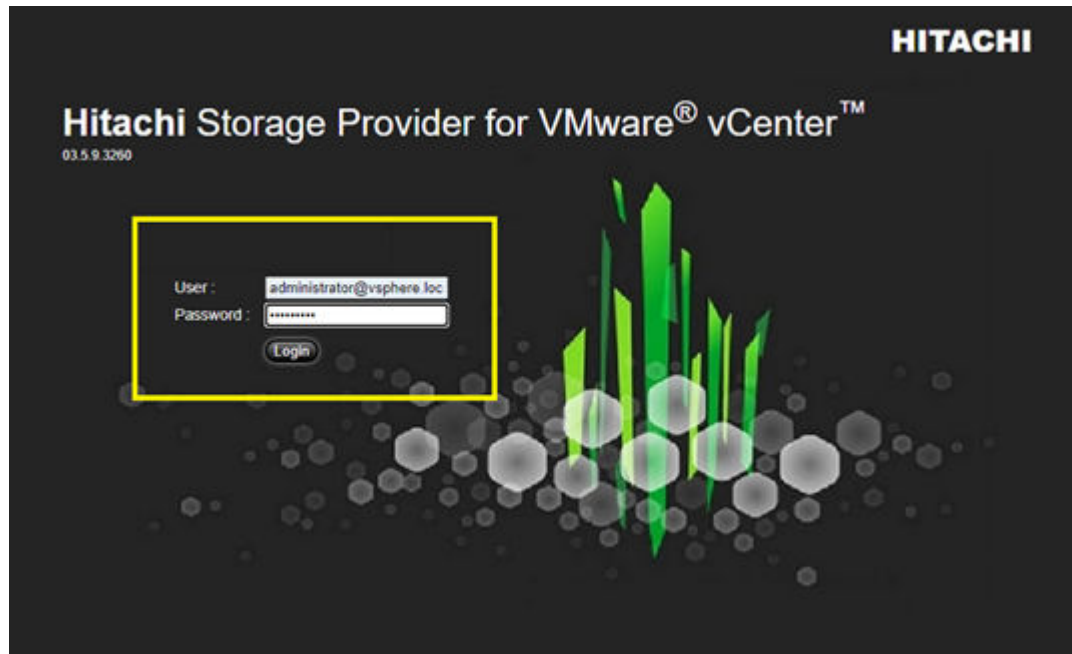 HITACHI
Hitachi Storage Provider for VMware® vCenter™
03.5.9.3260
User :
administrator@vsphere.loc
Password :
Login